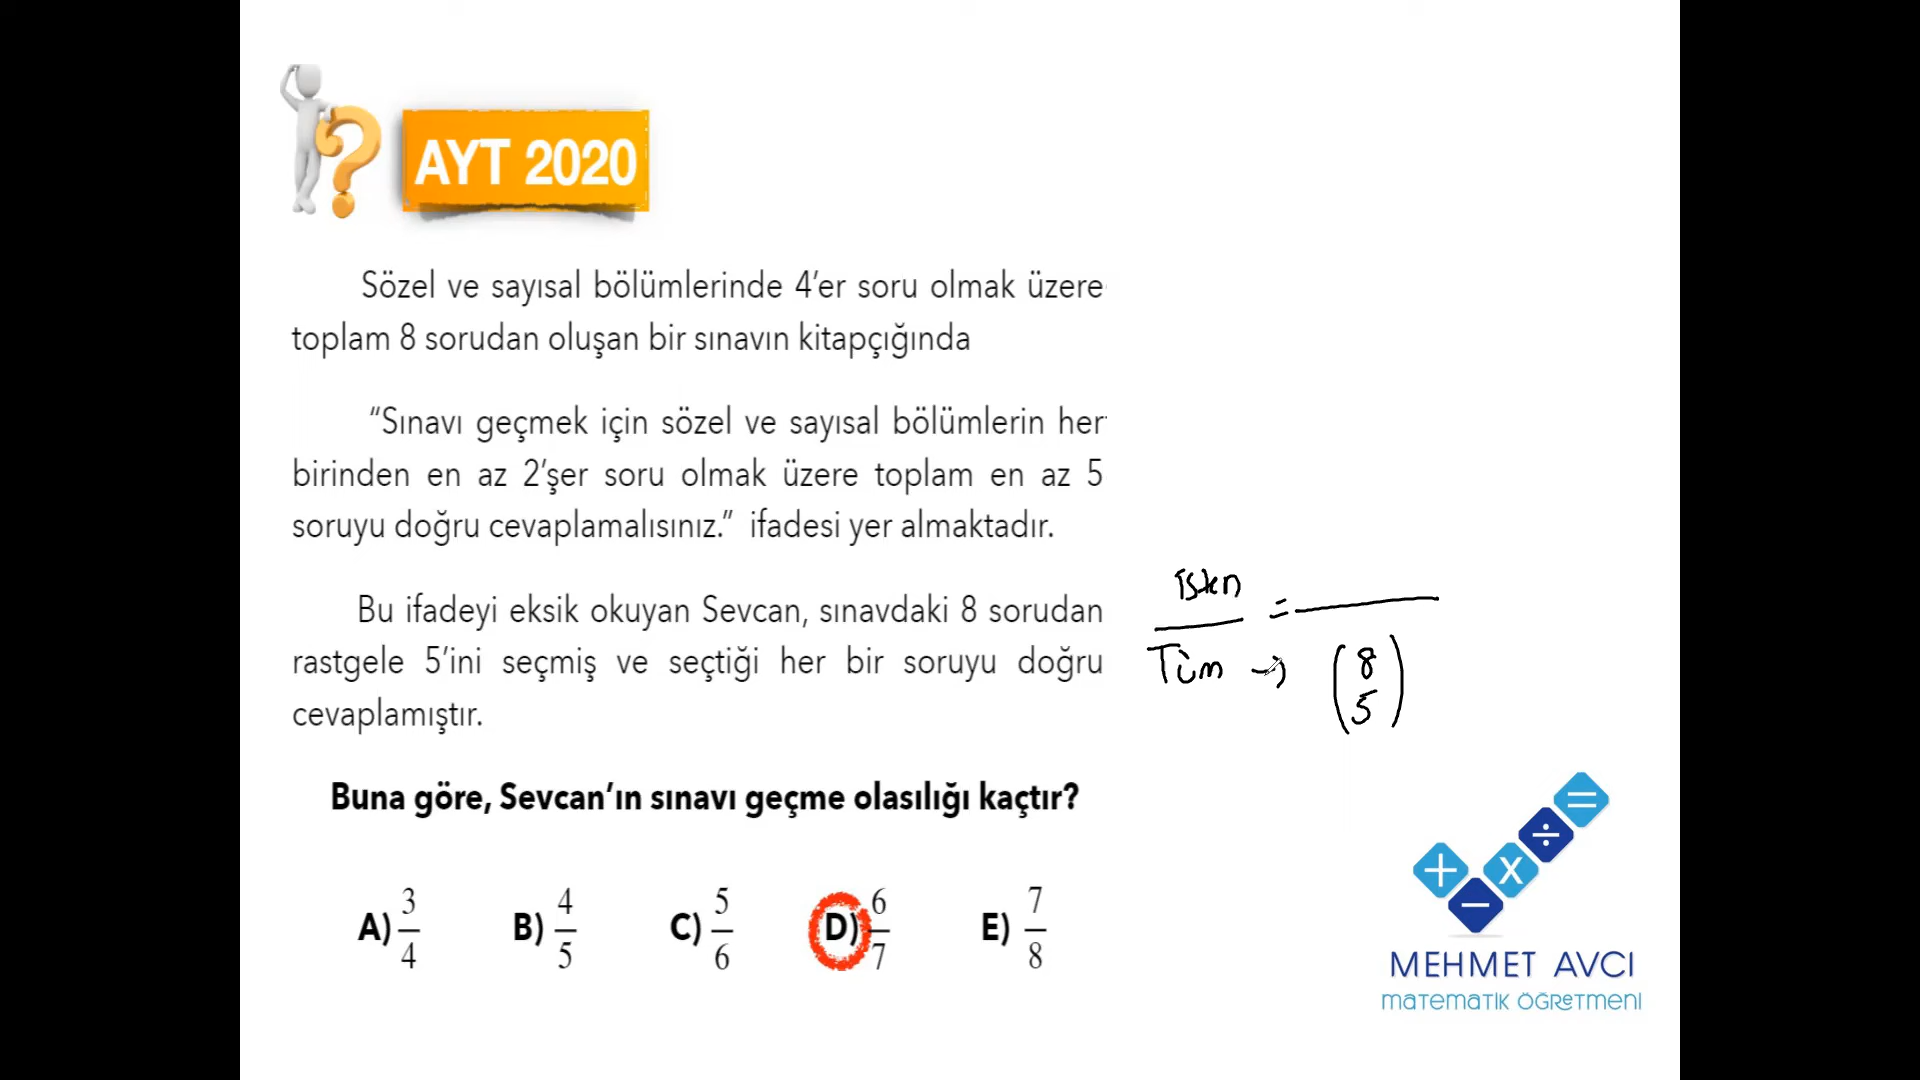 AYT 2020
Sözel ve sayısal bölümlerinde 4’er soru olmak üzere
toplam 8 sorudan oluşan bir sınavın kitapçığında
“Sınavı geçmek için sözel ve sayısal bölümlerin her
birinden en az 2’şer soru olmak üzere toplam en az 5
soruyu doğru cevaplamalısınız.” ifadesi yer almaktadır.
Bu ifadeyi eksik okuyan Sevcan, sınavdaki 8 sorudan
rastgele 5’ini seçmiş ve seçtiği her bir soruyu doğru
cevaplamıştır.
Buna göre, Sevcan’ın sınavı geçme olasılığı kaçtır?
A) 3/4 B) 4/5 C) 5/6 D) 6/7 E) 7/8
=
Tüm → (8 5)
+ − x ÷ =
MEHMET AVCI
matematik öğretmeni